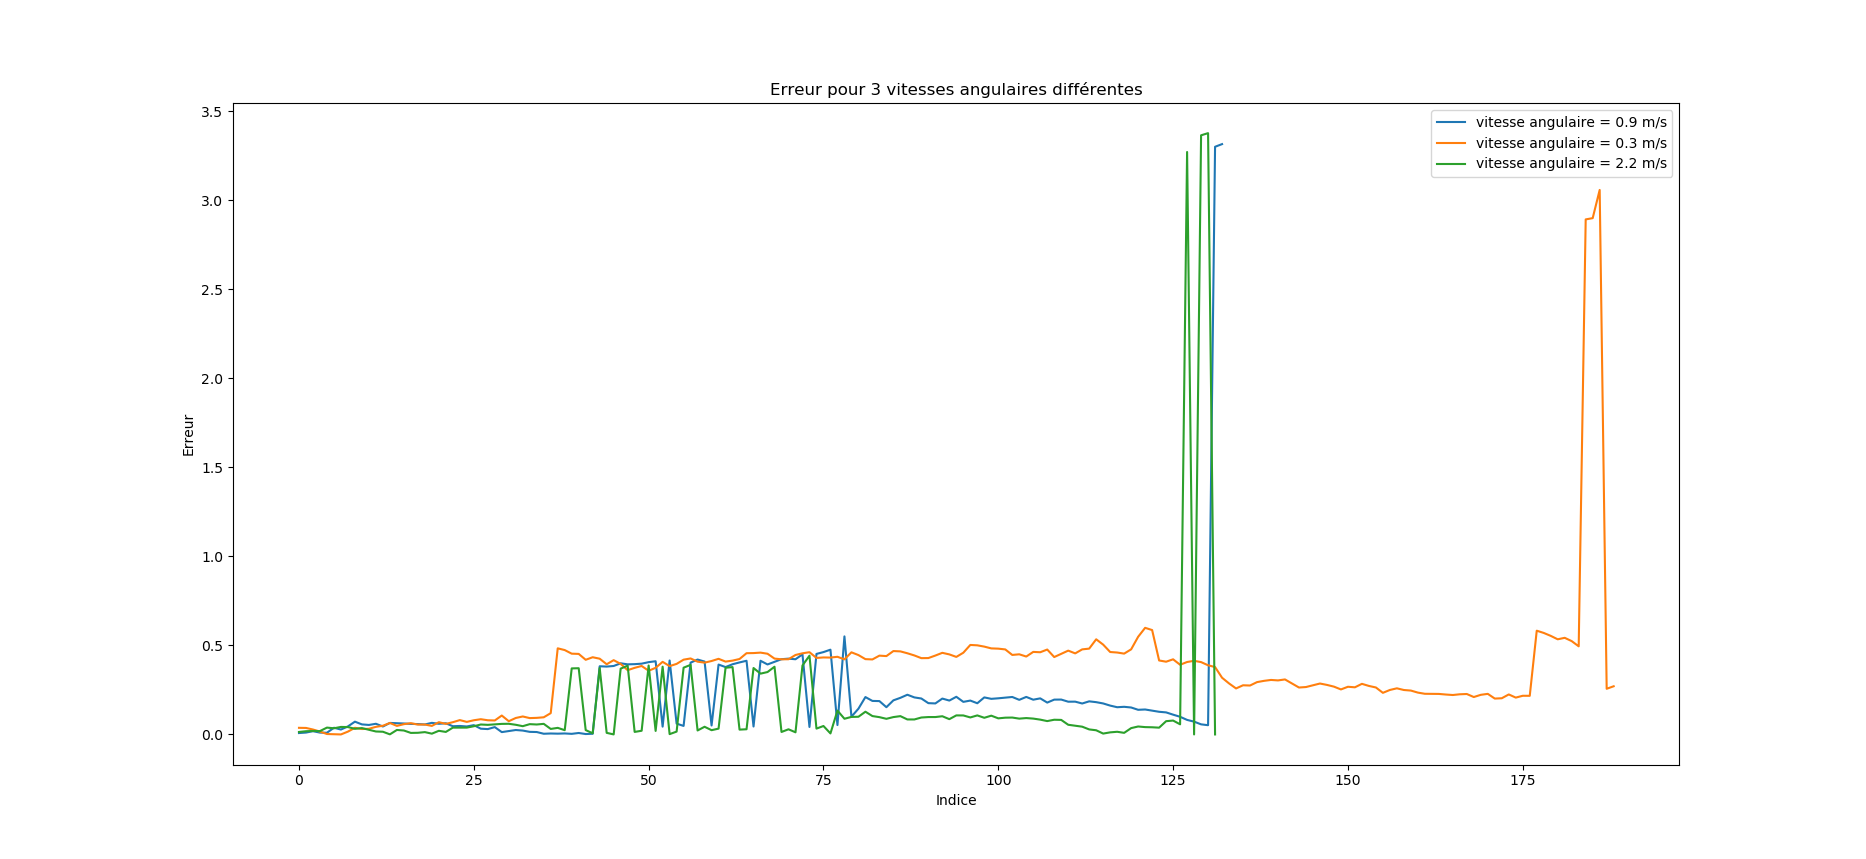 Erreur pour 3 vitesses angulaires différentes
3.5
3.0
2.5
2.0
1.5
1.0
0.5
0.0
Erreur
vitesse angulaire = 0.9 m/s
vitesse angulaire = 0.3 m/s
vitesse angulaire = 2.2 m/s
0 25 50 75 100 125 150 175
Indice